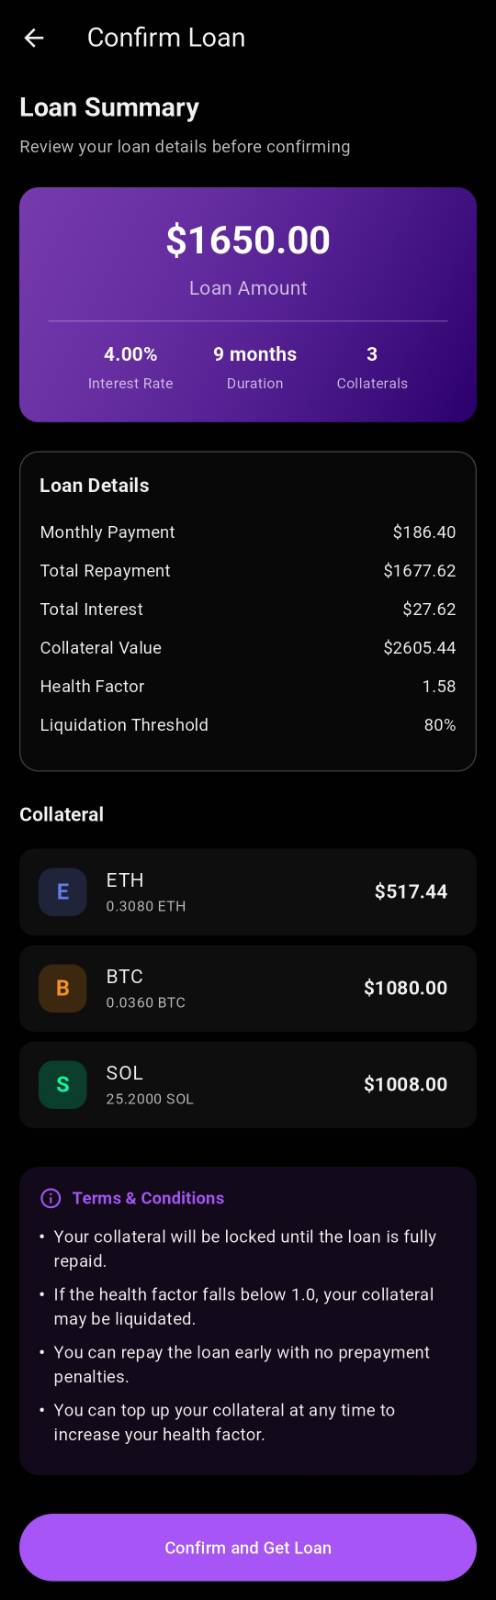 Confirm Loan
Loan Summary
Review your loan details before confirming
$1650.00
Loan Amount
4.00% 9 months 3
Interest Rate Duration Collaterals
Loan Details
Monthly Payment $186.40
Total Repayment $1677.62
Total Interest $27.62
Collateral Value $2605.44
Health Factor 1.58
Liquidation Threshold 80%
Collateral
E ETH $517.44
0.3080 ETH
B BTC $1080.00
0.0360 BTC
S SOL $1008.00
25.2000 SOL
Terms & Conditions
• Your collateral will be locked until the loan is fully
repaid.
• If the health factor falls below 1.0, your collateral
may be liquidated.
• You can repay the loan early with no prepayment
penalties.
• You can top up your collateral at any time to
increase your health factor.
Confirm and Get Loan